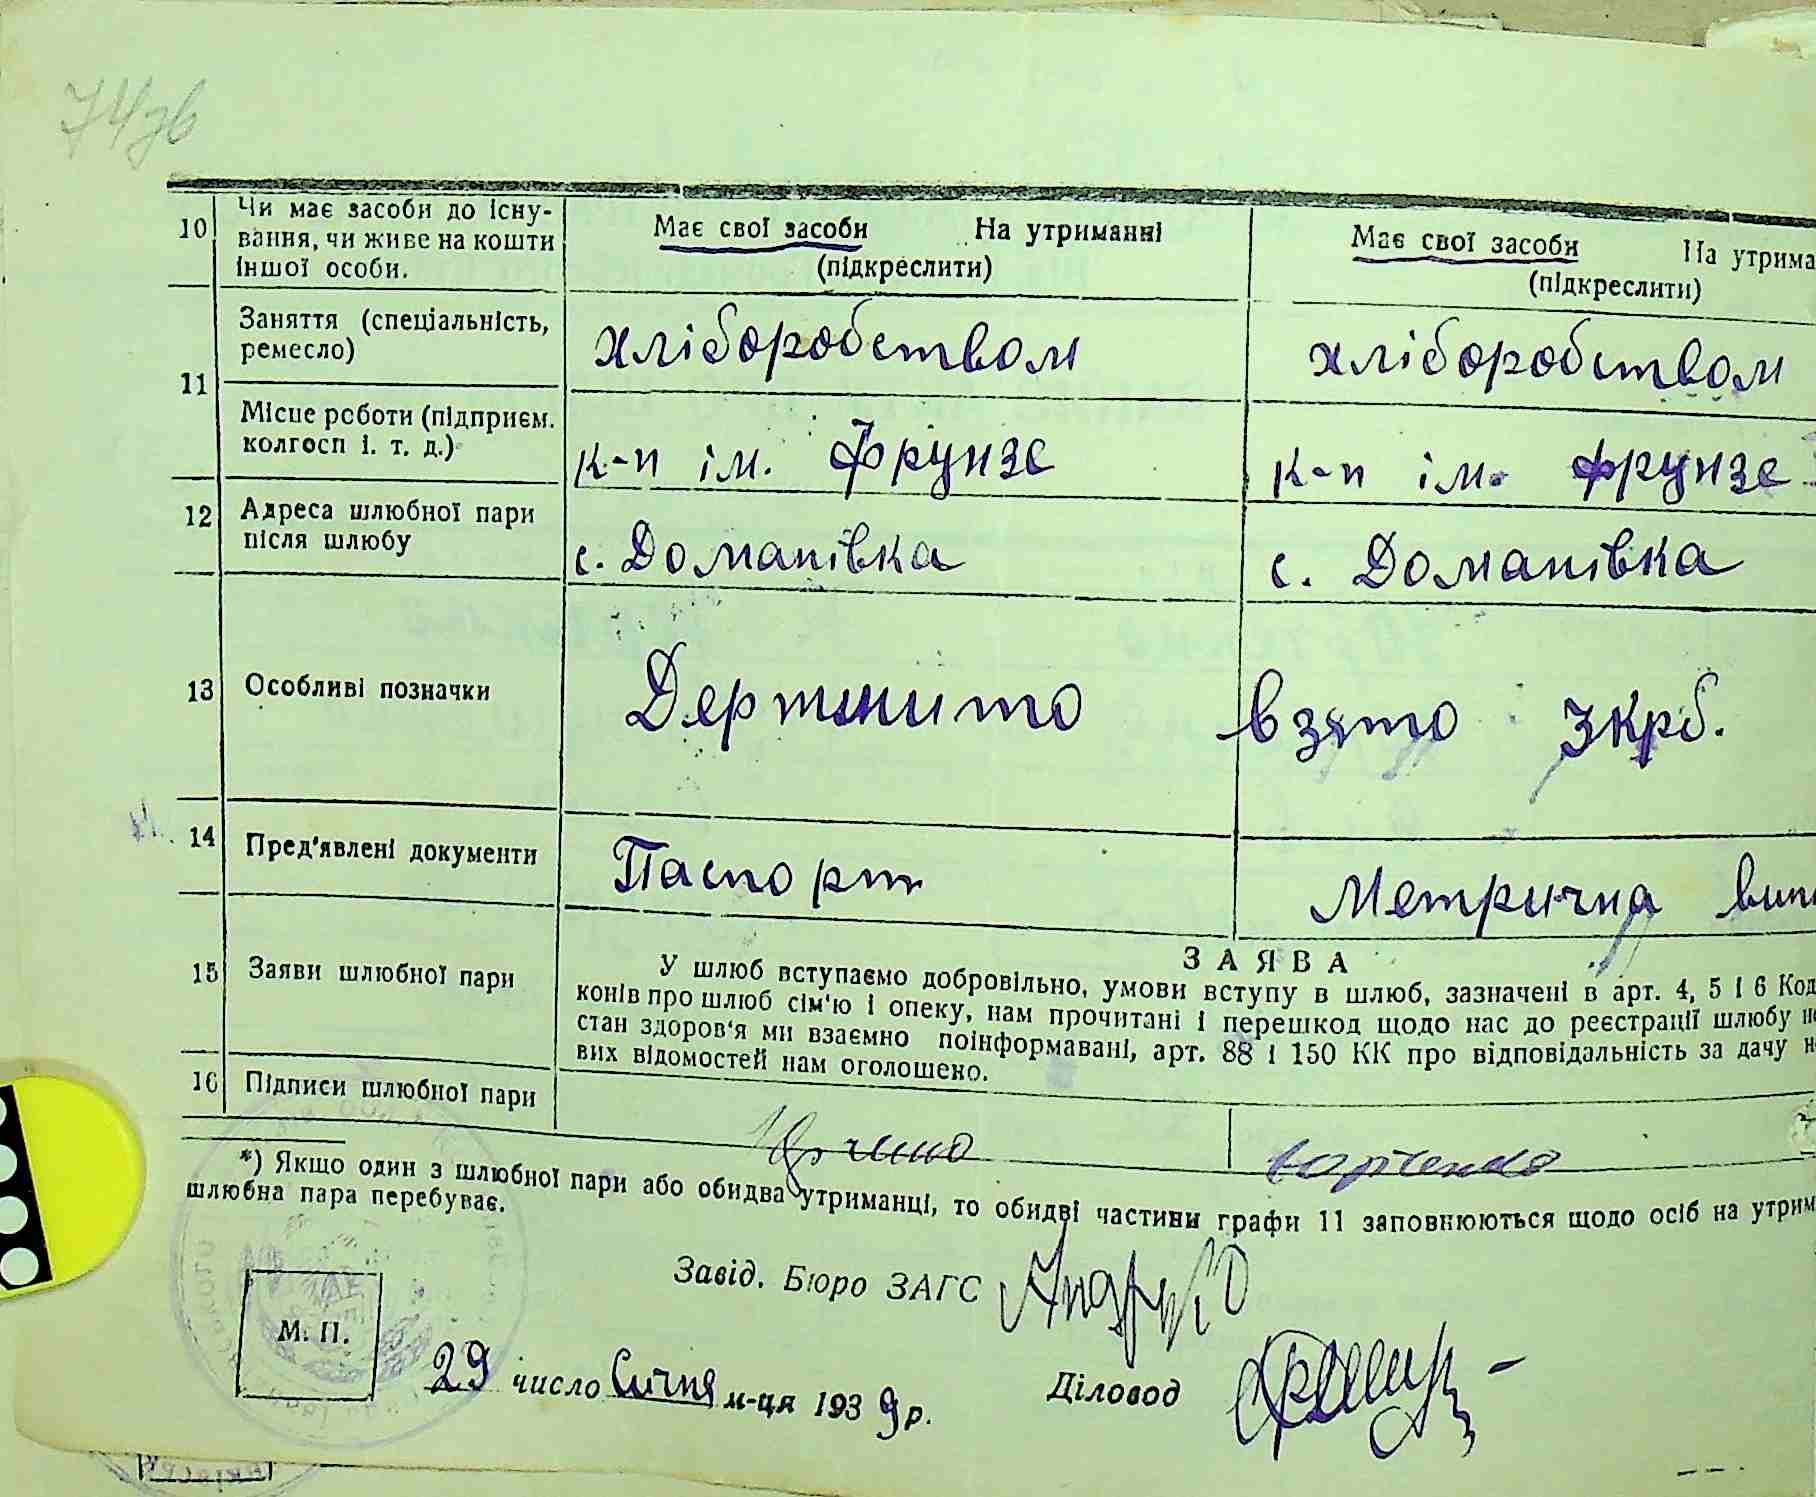 74зв
10 Чи має засоби до існу-
вання, чи живе на кошти
іншої особи.
Має свої засоби На утриманні
(підкреслити)
Має свої засоби На утрима
(підкреслити)
11
Заняття (спеціальність,
ремесло)
хліборобством
хліборобством
Місце роботи (підприєм.
колгосп і. т. д.)
к-п ім. Фрунзе
к-п ім. Фрунзе
12 Адреса шлюбної пари
після шлюбу
с. Доманівка
с. Доманівка
13 Особливі позначки
Держмито взято 3крб.
14 Пред'явлені документи
Паспорт
Метрична вип
15 Заяви шлюбної пари
ЗАЯВА
У шлюб вступаємо добровільно, умови вступу в шлюб, зазначені в арт. 4, 5 і 6 Код
конів про шлюб сім'ю і опеку, нам прочитані і перешкод щодо нас до реєстрації шлюбу не
стан здоров'я ми взаємно поінформавані, арт. 88 і 150 КК про відповідальність за дачу н
вих відомостей нам оголошено.
16 Підписи шлюбної пари
*) Якщо один з шлюбної пари або обидва утриманці, то обидві частини графи 11 заповнюються щодо осіб на утрим
шлюбна пара перебуває.
Завід. Бюро ЗАГС
М. П.
29 число Січня м-ця 1939 р.
Діловод